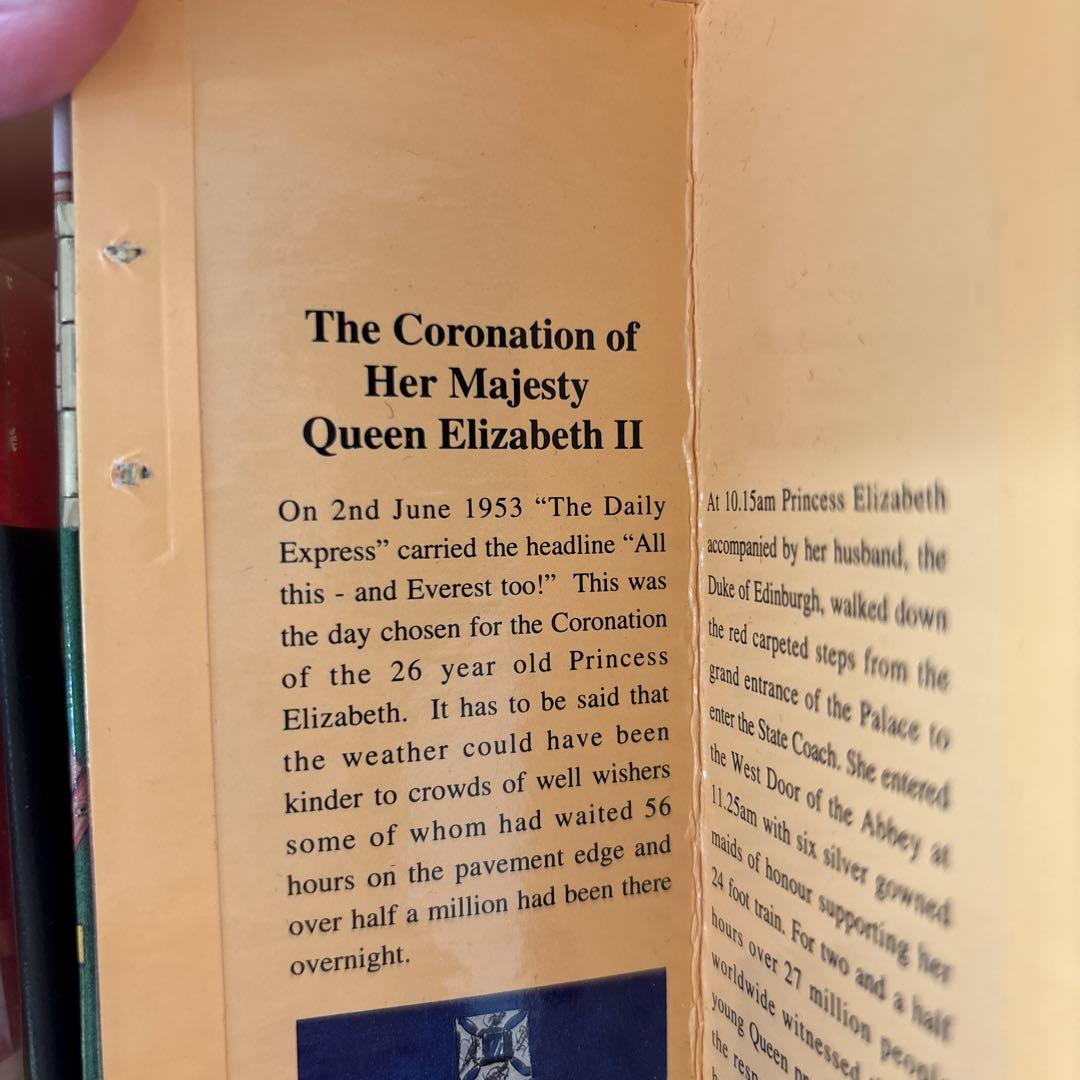 The Coronation of
Her Majesty
Queen Elizabeth II
On 2nd June 1953 “The Daily
Express” carried the headline “All
this - and Everest too!” This was
the day chosen for the Coronation
of the 26 year old Princess
Elizabeth. It has to be said that
the weather could have been
kinder to crowds of well wishers
some of whom had waited 56
hours on the pavement edge and
over half a million had been there
overnight.
At 10.15am Princess Elizabeth
accompanied by her husband, the
Duke of Edinburgh, walked down
the red carpeted steps from the
grand entrance of the Palace to
enter the State Coach. She entered
the West Door of the Abbey at
11.25am with six silver gowned
maids of honour supporting her
24 foot train. For two and a half
hours over 27 million people
worldwide witnessed
young Queen
the